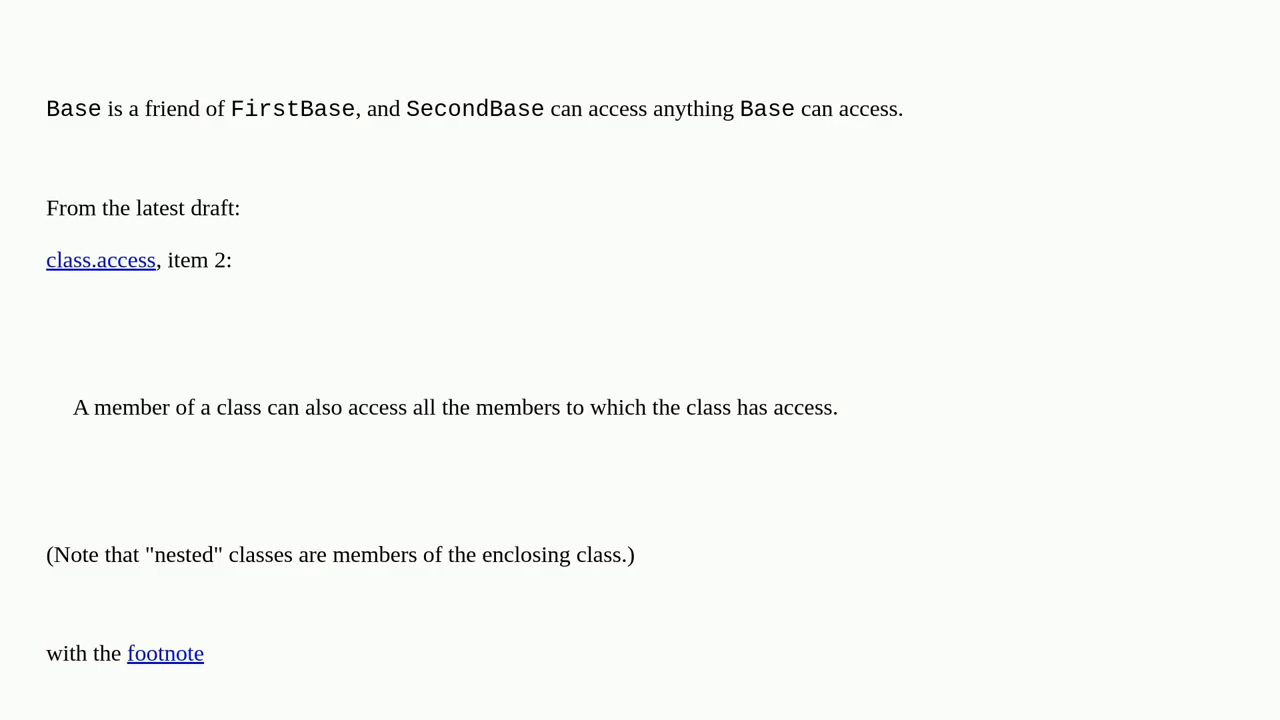 Base is a friend of FirstBase, and SecondBase can access anything Base can access.
From the latest draft:
class.access, item 2:
A member of a class can also access all the members to which the class has access.
(Note that "nested" classes are members of the enclosing class.)
with the footnote